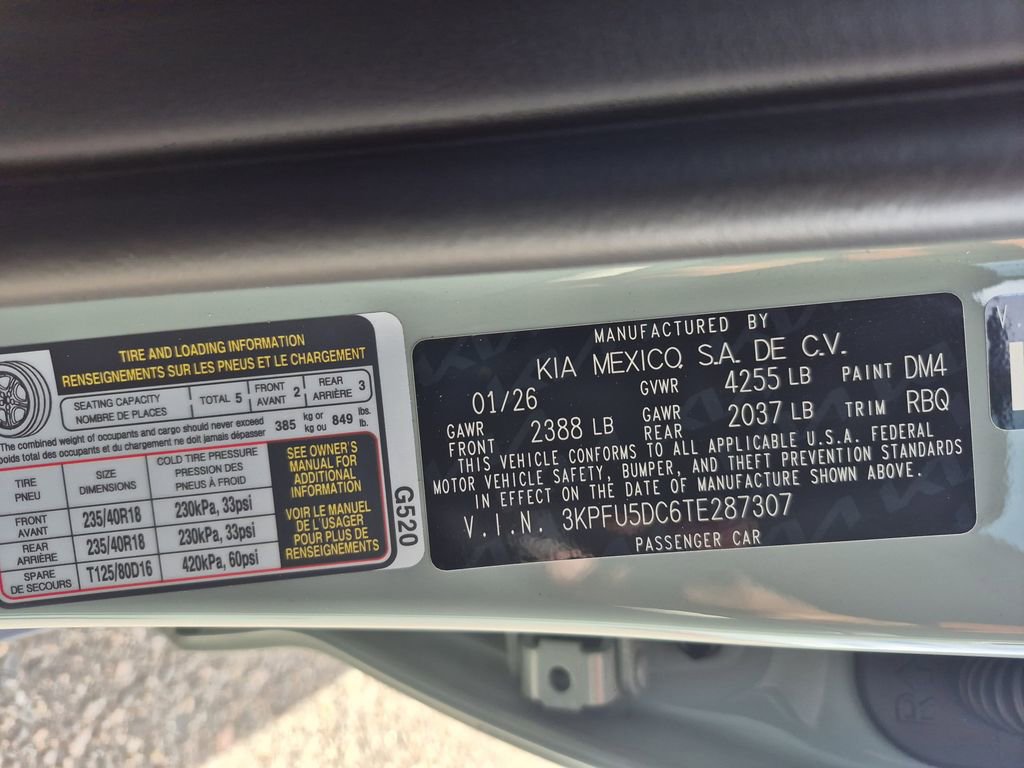 TIRE AND LOADING INFORMATION
RENSEIGNEMENTS SUR LES PNEUS ET LE CHARGEMENT
SEATING CAPACITY
NOMBRE DE PLACES
TOTAL 5
FRONT
AVANT 2
REAR
ARRIÈRE 3
The combined weight of occupants and cargo should never exceed 385 kg or 849 lbs.
poids total des occupants et du chargement ne doit jamais dépasser kg ou lb.
TIRE
PNEU
SIZE
DIMENSIONS
COLD TIRE PRESSURE
PRESSION DES
PNEUS À FROID
FRONT
AVANT
235/40R18
230kPa, 33psi
REAR
ARRIÈRE
235/40R18
230kPa, 33psi
SPARE
DE SECOURS
T125/80D16
420kPa, 60psi
SEE OWNER'S
MANUAL FOR
ADDITIONAL
INFORMATION
VOIR LE MANUEL
DE L'USAGER
POUR PLUS DE
RENSEIGNEMENTS
G520
MANUFACTURED BY
KIA MEXICO, S.A. DE C.V.
01/26 GVWR 4255 LB PAINT DM4
GAWR FRONT 2388 LB GAWR REAR 2037 LB TRIM RBQ
THIS VEHICLE CONFORMS TO ALL APPLICABLE U.S.A. FEDERAL
MOTOR VEHICLE SAFETY, BUMPER, AND THEFT PREVENTION STANDARDS
IN EFFECT ON THE DATE OF MANUFACTURE SHOWN ABOVE.
V.I.N. 3KPFU5DC6TE287307
PASSENGER CAR
V